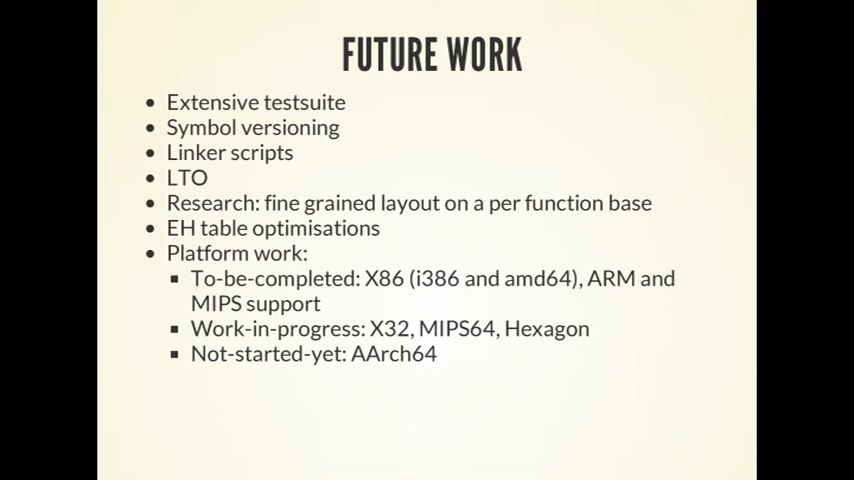 FUTURE WORK
• Extensive testsuite
• Symbol versioning
• Linker scripts
• LTO
• Research: fine grained layout on a per function base
• EH table optimisations
• Platform work:
▪ To-be-completed: X86 (i386 and amd64), ARM and
MIPS support
▪ Work-in-progress: X32, MIPS64, Hexagon
▪ Not-started-yet: AArch64